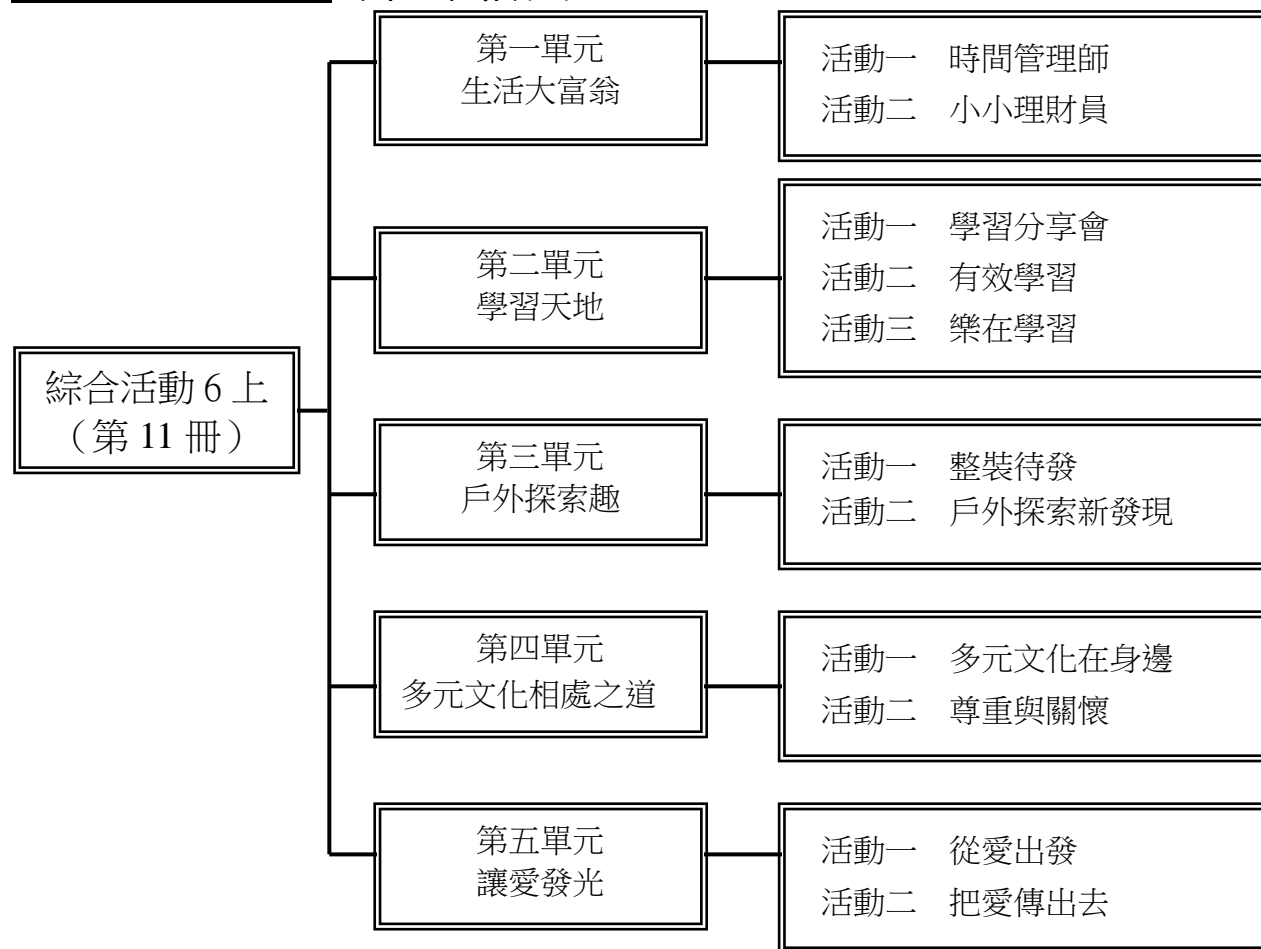 第一單元
生活大富翁
活動一 時間管理師
活動二 小小理財員
第二單元
學習天地
活動一 學習分享會
活動二 有效學習
活動三 樂在學習
綜合活動 6 上
（第 11 冊）
第三單元
戶外探索趣
活動一 整裝待發
活動二 戶外探索新發現
第四單元
多元文化相處之道
活動一 多元文化在身邊
活動二 尊重與關懷
第五單元
讓愛發光
活動一 從愛出發
活動二 把愛傳出去